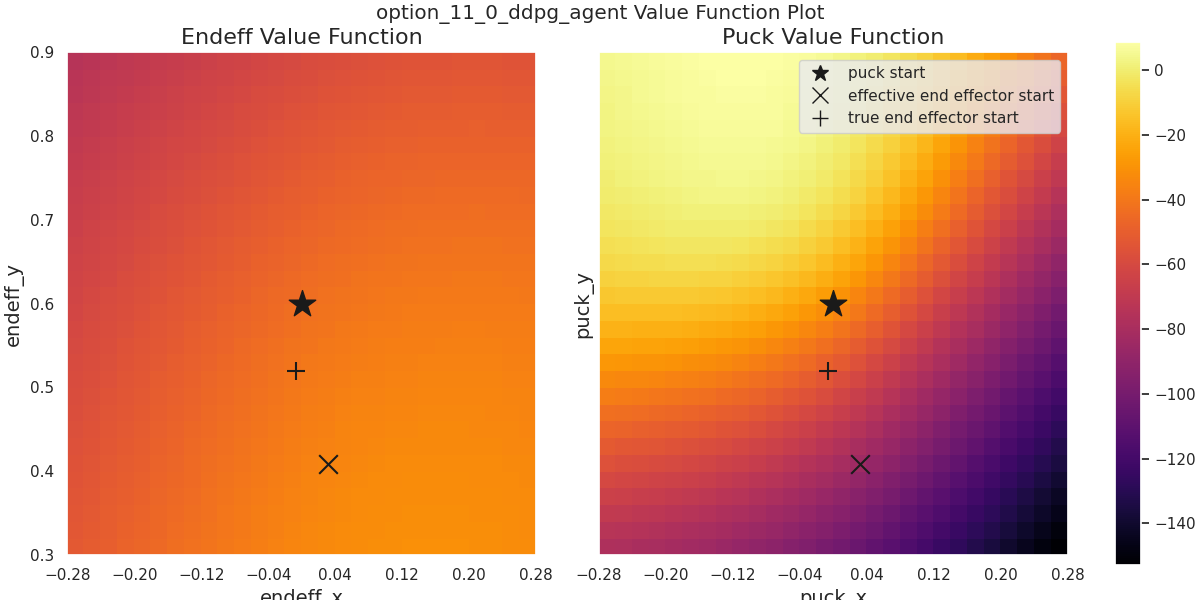 option_11_0_ddpg_agent Value Function Plot
Endeff Value Function
Puck Value Function
0.9
0.8
0.7
0.6
0.5
0.4
0.3
endeff_y
−0.28 −0.20 −0.12 −0.04 0.04 0.12 0.20 0.28
endeff_x
puck_y
puck start
effective end effector start
true end effector start
−0.28 −0.20 −0.12 −0.04 0.04 0.12 0.20 0.28
puck_x
0
−20
−40
−60
−80
−100
−120
−140